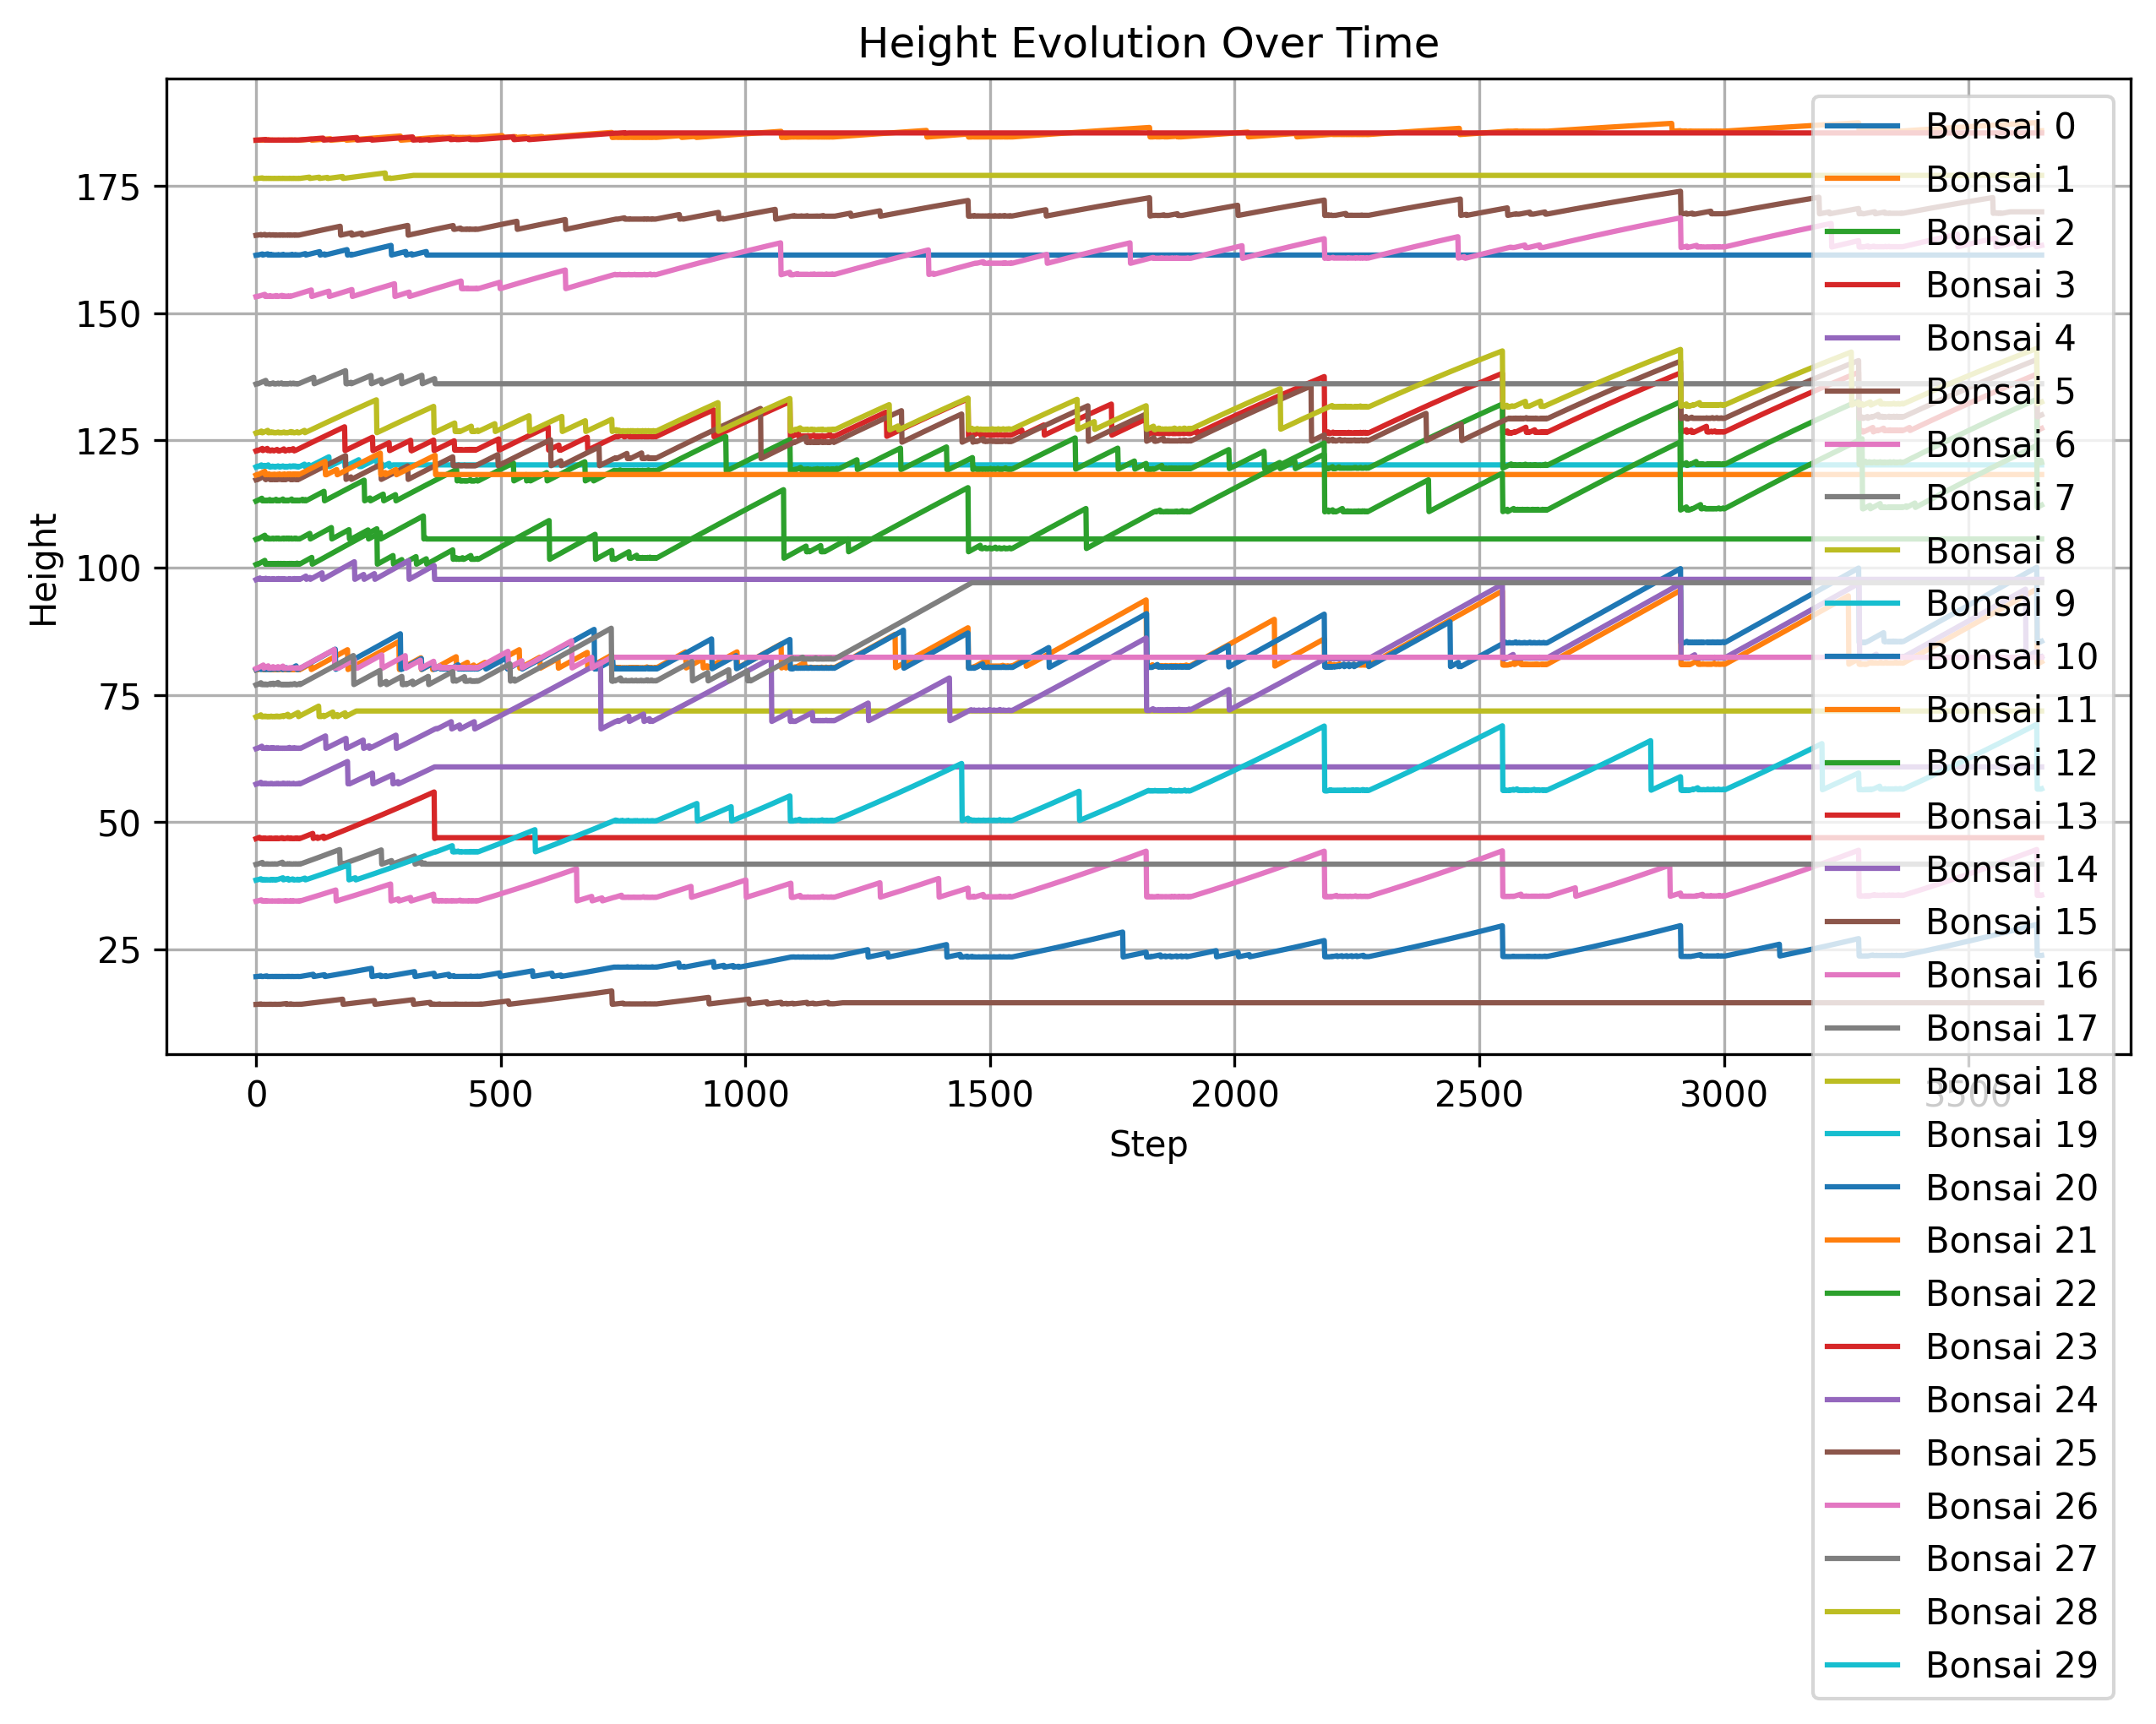 Height Evolution Over Time
Height
175
150
125
100
75
50
25
0
500
1000
1500
2000
2500
3000
3500
Step
Bonsai 0
Bonsai 1
Bonsai 2
Bonsai 3
Bonsai 4
Bonsai 5
Bonsai 6
Bonsai 7
Bonsai 8
Bonsai 9
Bonsai 10
Bonsai 11
Bonsai 12
Bonsai 13
Bonsai 14
Bonsai 15
Bonsai 16
Bonsai 17
Bonsai 18
Bonsai 19
Bonsai 20
Bonsai 21
Bonsai 22
Bonsai 23
Bonsai 24
Bonsai 25
Bonsai 26
Bonsai 27
Bonsai 28
Bonsai 29